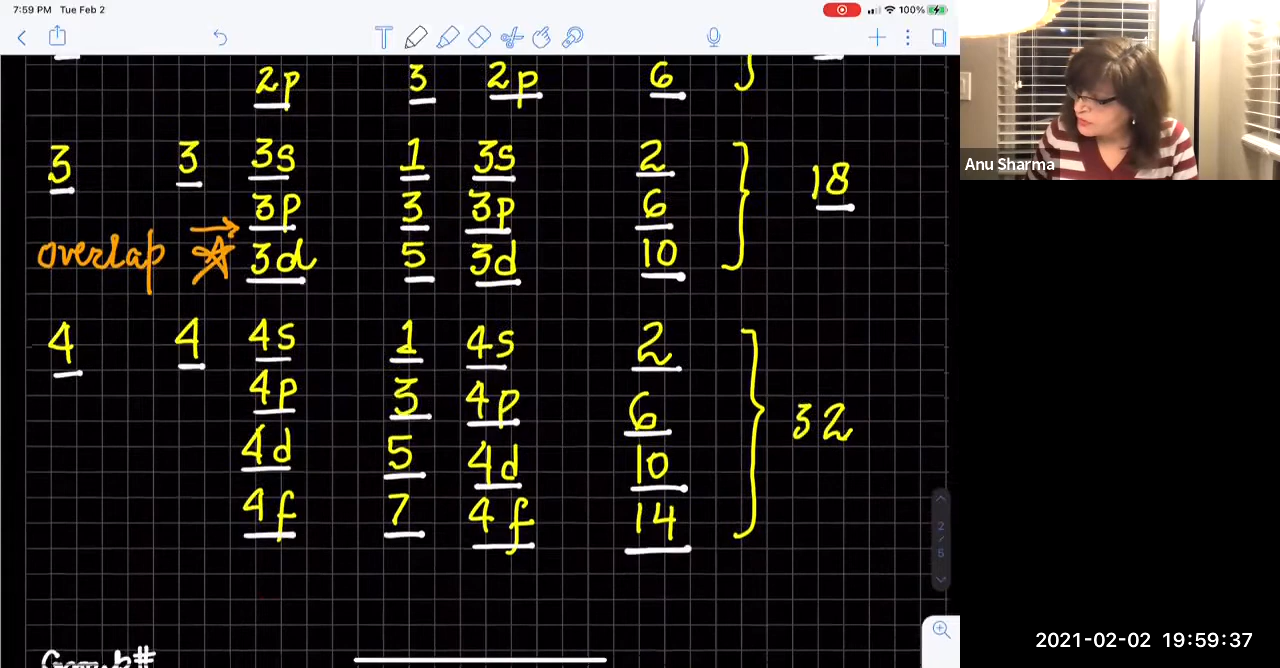 7:59 PM Tue Feb 2
100%
T
2p 3 2p 6
Anu Sharma
3 3 3s 1 3s 2 18
3p 3 3p 6
overlap 3d 5 3d 10
4 4 4s 1 4s 2
4p 3 4p 6 32
4d 5 4d 10
4f 7 4f 14
2/5
2021-02-02 19:59:37